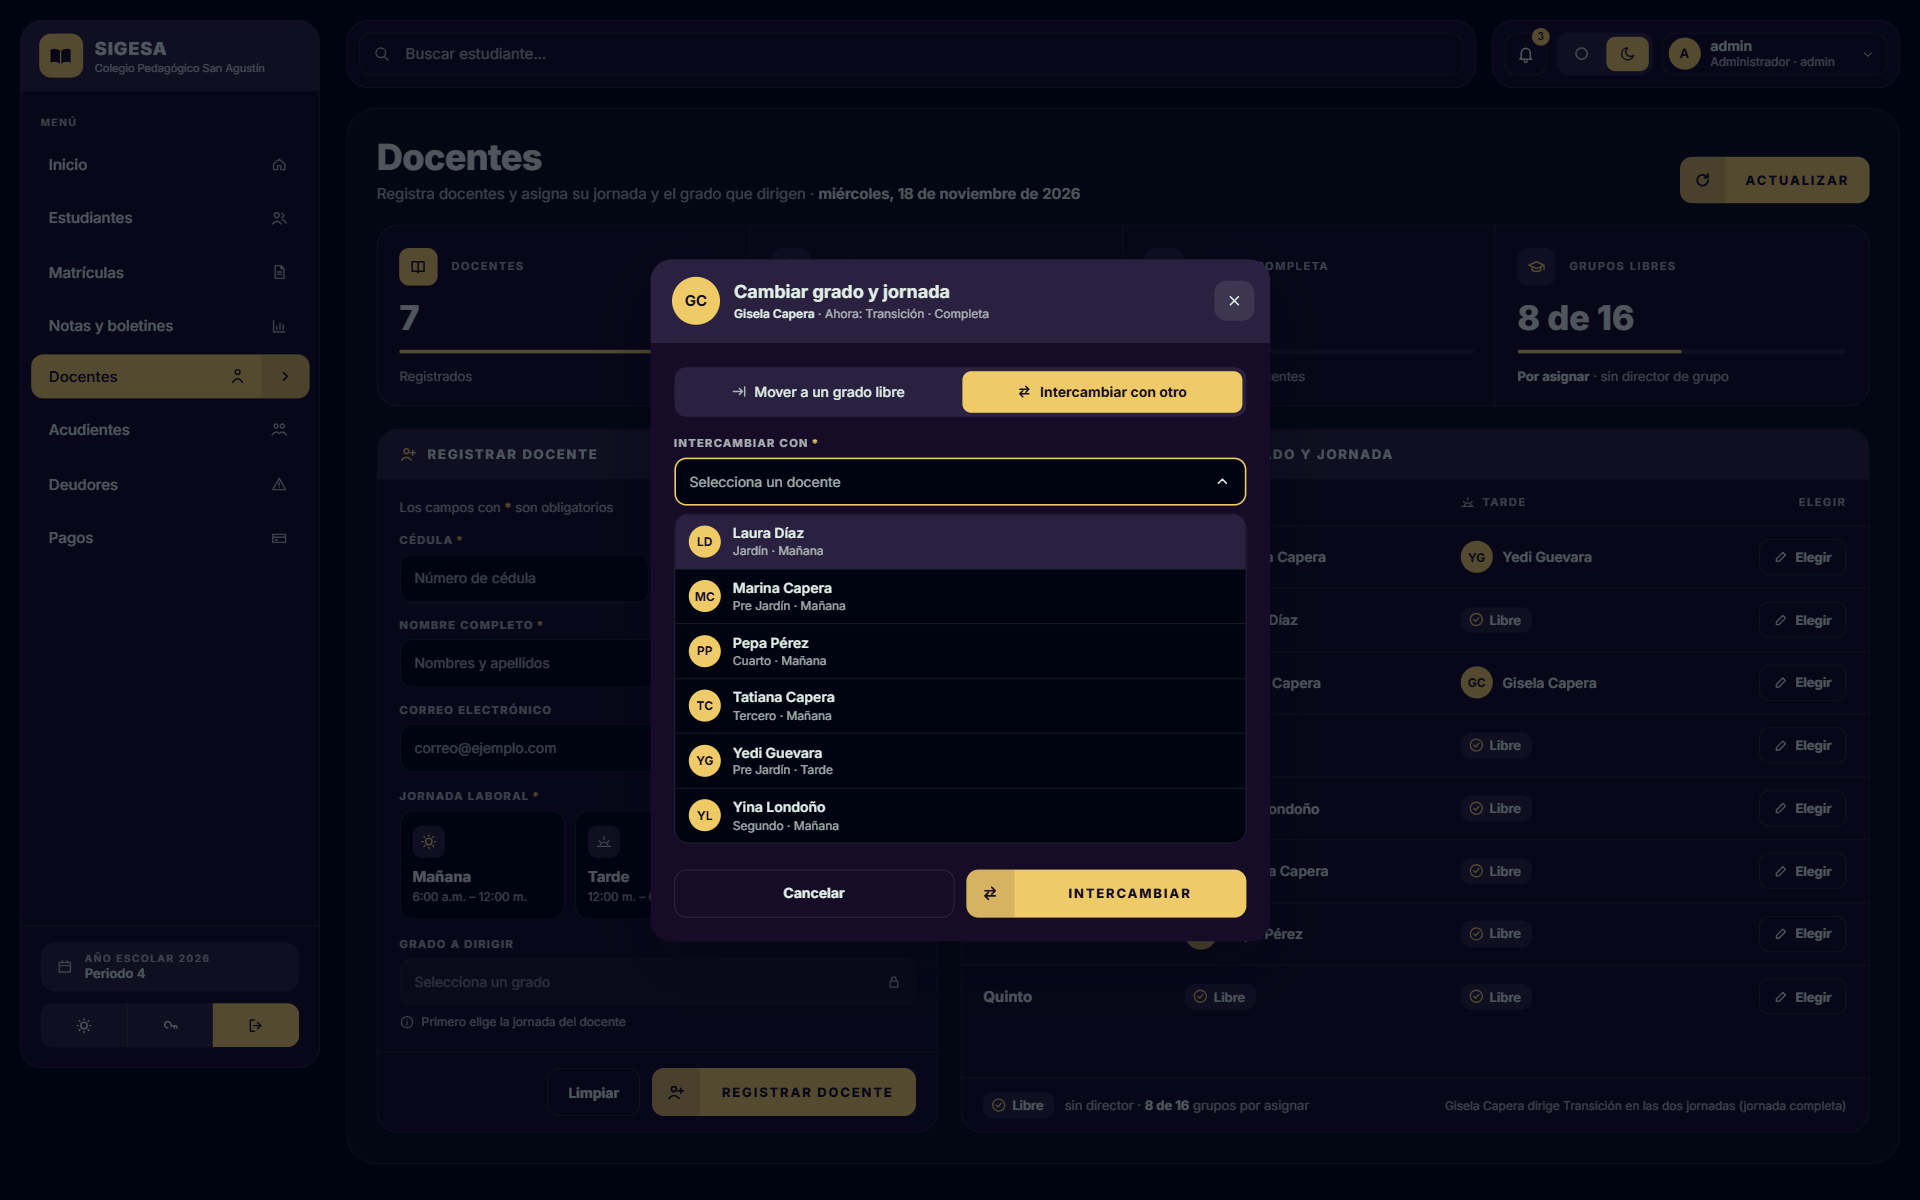 SIGESA
Colegio Pedagógico San Agustín
Buscar estudiante...
3
A
admin
Administrador · admin
MENÚ
Inicio
Estudiantes
Matrículas
Notas y boletines
Docentes
Acudientes
Deudores
Pagos
AÑO ESCOLAR 2026
Periodo 4
Docentes
Registra docentes y asigna su jornada y el grado que dirigen · miércoles, 18 de noviembre de 2026
ACTUALIZAR
DOCENTES
7
Registrados
OMPLETA
centes
GRUPOS LIBRES
8 de 16
Por asignar · sin director de grupo
REGISTRAR DOCENTE
Los campos con * son obligatorios
CÉDULA *
Número de cédula
NOMBRE COMPLETO *
Nombres y apellidos
CORREO ELECTRÓNICO
correo@ejemplo.com
JORNADA LABORAL *
Mañana
6:00 a.m. – 12:00 m.
Tarde
12:00 m. –
GRADO A DIRIGIR
Selecciona un grado
Primero elige la jornada del docente
Limpiar
REGISTRAR DOCENTE
Cambiar grado y jornada
GC
Gisela Capera · Ahora: Transición · Completa
Mover a un grado libre
Intercambiar con otro
INTERCAMBIAR CON *
Selecciona un docente
LD
Laura Díaz
Jardín · Mañana
MC
Marina Capera
Pre Jardín · Mañana
PP
Pepa Pérez
Cuarto · Mañana
TC
Tatiana Capera
Tercero · Mañana
YG
Yedi Guevara
Pre Jardín · Tarde
YL
Yina Londoño
Segundo · Mañana
Cancelar
INTERCAMBIAR
DO Y JORNADA
TARDE
ELEGIR
a Capera
YG
Yedi Guevara
Elegir
Díaz
Libre
Elegir
Capera
GC
Gisela Capera
Elegir
Libre
Elegir
ondoño
Libre
Elegir
a Capera
Libre
Elegir
Pérez
Libre
Elegir
Quinto
Libre
Libre
Elegir
Libre
sin director · 8 de 16 grupos por asignar
Gisela Capera dirige Transición en las dos jornadas (jornada completa)